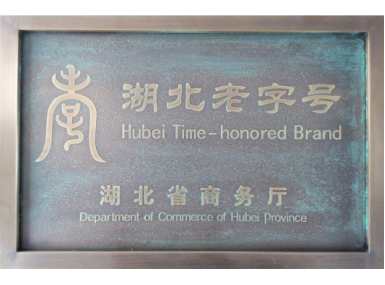 湖北老字号
Hubei Time-honored Brand
湖北省商务厅
Department of Commerce of Hubei Province